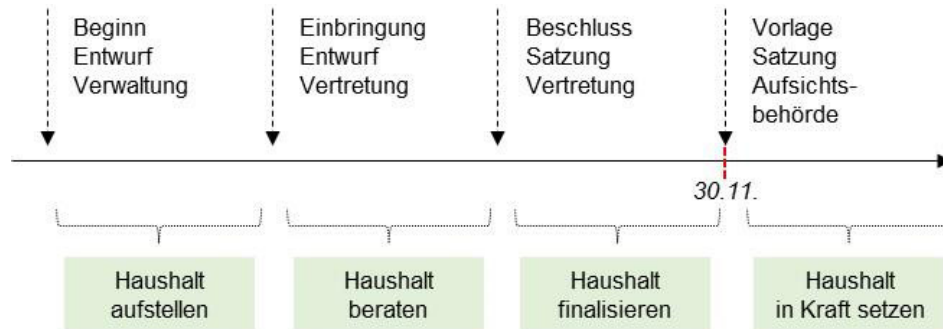 Beginn
Entwurf
Verwaltung
Einbringung
Entwurf
Vertretung
Beschluss
Satzung
Vertretung
Vorlage
Satzung
Aufsichts-
behörde
30.11.
Haushalt
aufstellen
Haushalt
beraten
Haushalt
finalisieren
Haushalt
in Kraft setzen